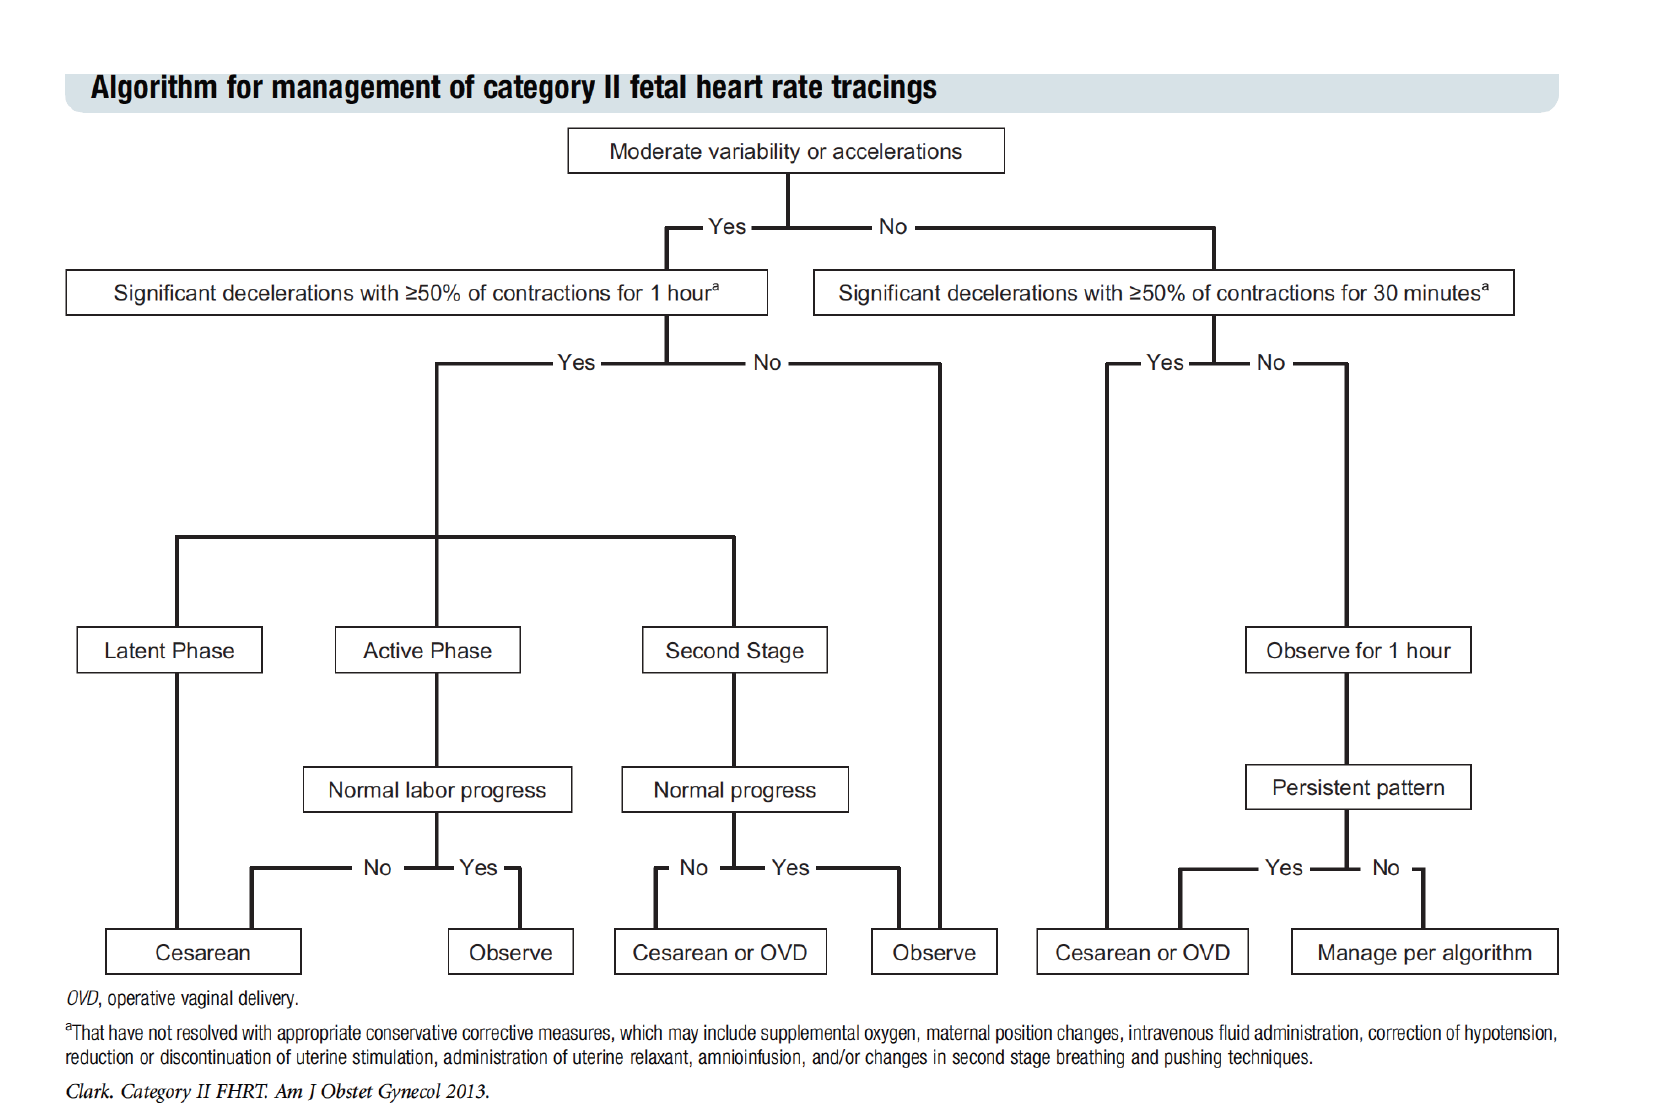 Algorithm for management of category II fetal heart rate tracings
Moderate variability or accelerations
Yes
No
Significant decelerations with ≥50% of contractions for 1 hourᵃ
Significant decelerations with ≥50% of contractions for 30 minutesᵃ
Yes
No
Yes
No
Latent Phase
Active Phase
Second Stage
Observe for 1 hour
Normal labor progress
Normal progress
Persistent pattern
No
Yes
No
Yes
Yes
No
Cesarean
Observe
Cesarean or OVD
Observe
Cesarean or OVD
Manage per algorithm
OVD, operative vaginal delivery.
ᵃThat have not resolved with appropriate conservative corrective measures, which may include supplemental oxygen, maternal position changes, intravenous fluid administration, correction of hypotension,
reduction or discontinuation of uterine stimulation, administration of uterine relaxant, amnioinfusion, and/or changes in second stage breathing and pushing techniques.
Clark. Category II FHRT. Am J Obstet Gynecol 2013.